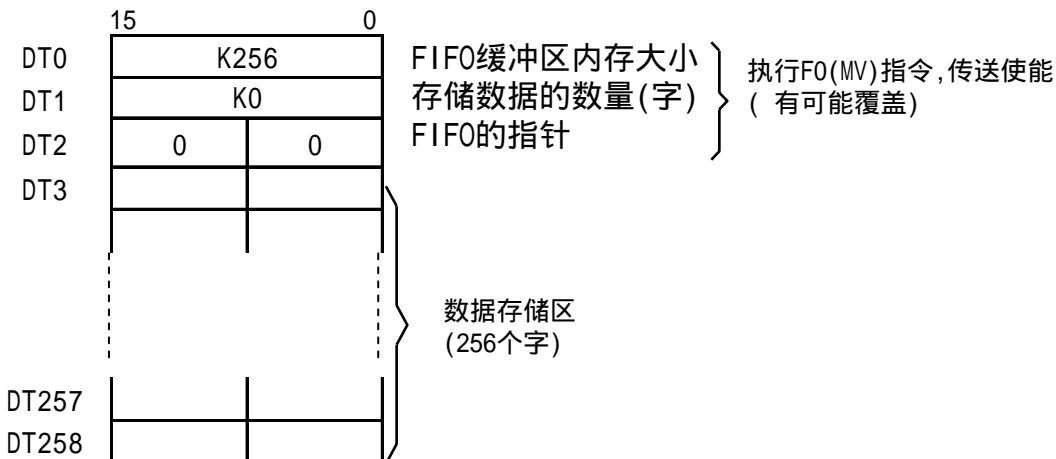 15 0
DT0 K256 FIFO缓冲区内存大小
DT1 K0 存储数据的数量(字)
DT2 0 0 FIFO的指针
执行F0(MV)指令,传送使能
( 有可能覆盖)
DT3
数据存储区
(256个字)
DT257
DT258